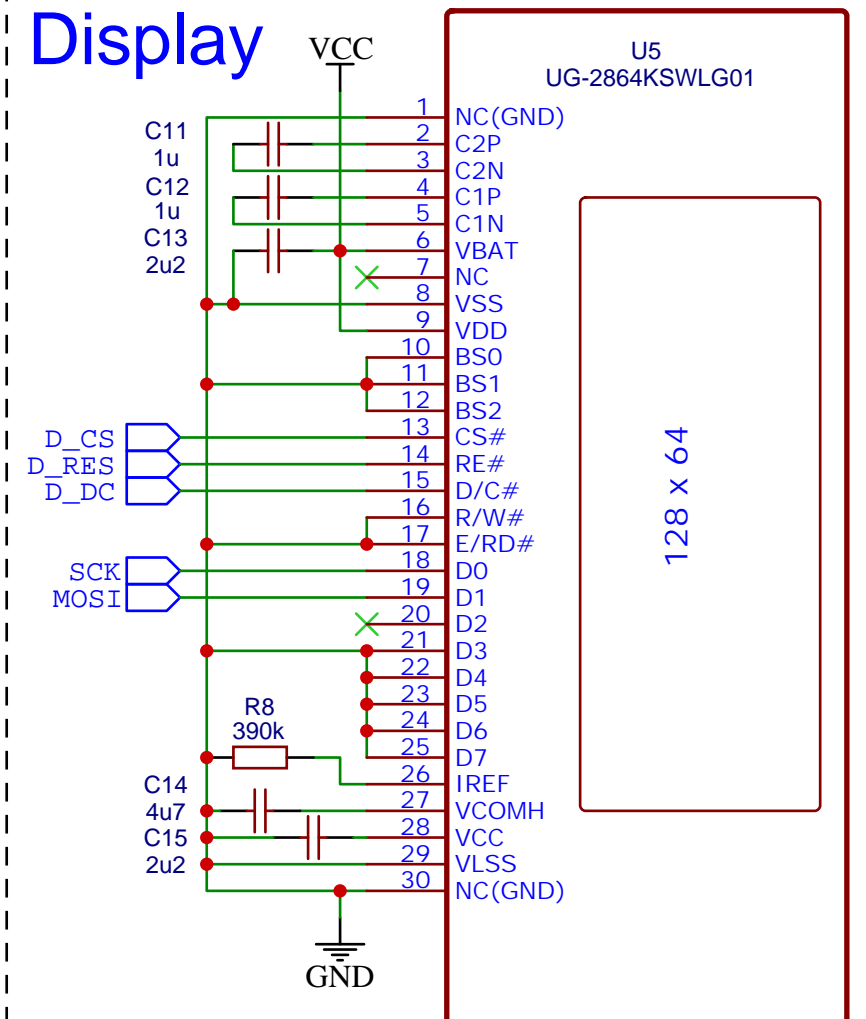 Display
VCC
U5
UG-2864KSWLG01
C11
1u
C12
1u
C13
2u2
1 NC(GND)
2 C2P
3 C2N
4 C1P
5 C1N
6 VBAT
7 NC
8 VSS
9 VDD
10 BS0
11 BS1
12 BS2
D_CS 13 CS#
D_RES 14 RE#
D_DC 15 D/C#
16 R/W#
17 E/RD#
SCK 18 D0
MOSI 19 D1
20 D2
21 D3
22 D4
23 D5
24 D6
25 D7
R8
390k
26 IREF
C14
4u7
27 VCOMH
C15
2u2
28 VCC
29 VLSS
30 NC(GND)
GND
128 x 64